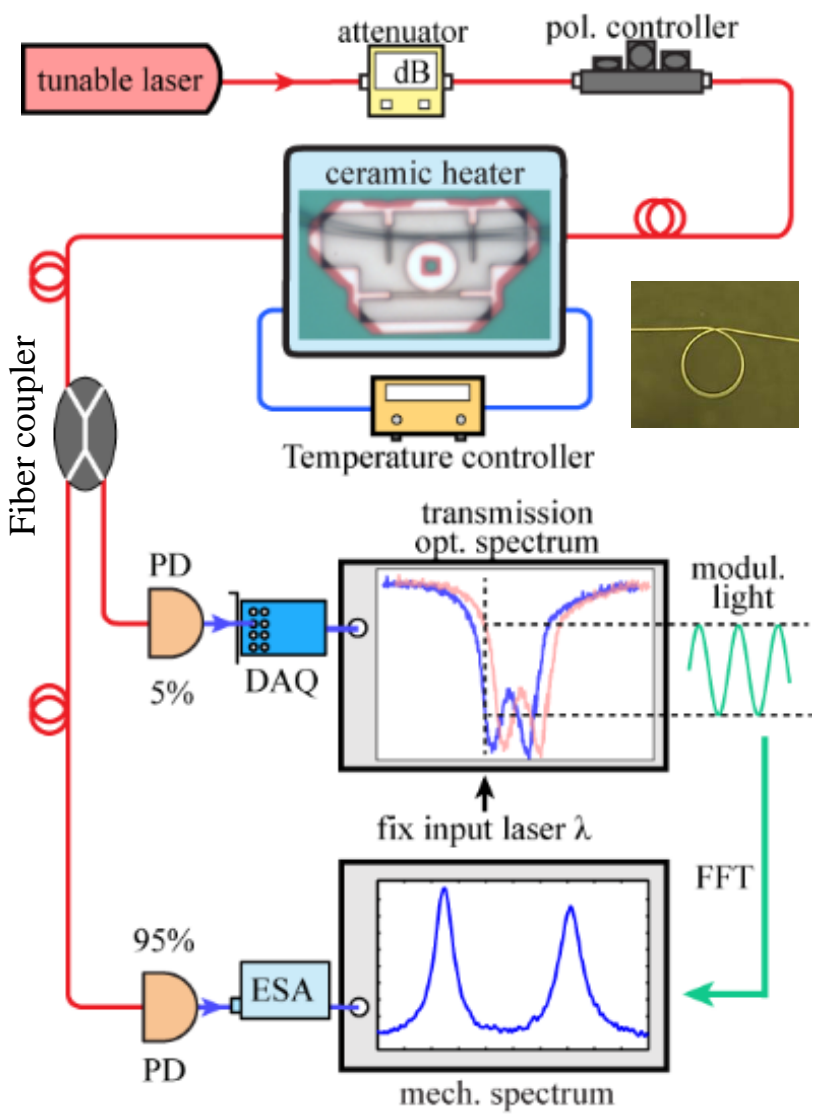 attenuator
pol. controller
tunable laser
dB
ceramic heater
Fiber coupler
Temperature controller
transmission
opt. spectrum
modul.
light
PD
5%
DAQ
fix input laser λ
FFT
95%
ESA
PD
mech. spectrum